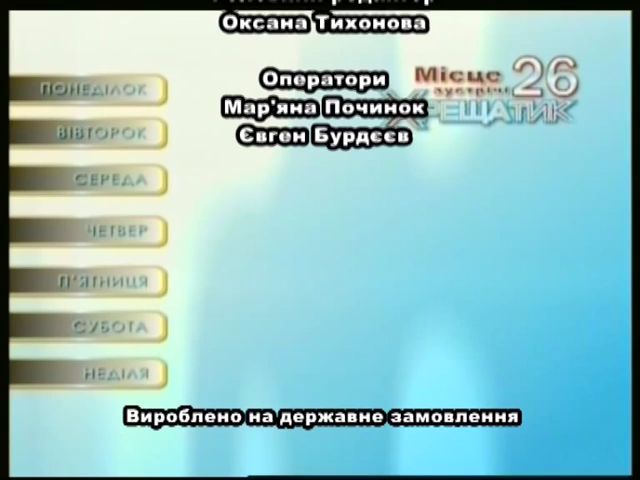 Оксана Тихонова
Оператори
Мар'яна Починок
Євген Бурдєєв
Місце 26
зустрічі
ХРЕЩАТИК
ПОНЕДІЛОК
ВІВТОРОК
СЕРЕДА
ЧЕТВЕР
П'ЯТНИЦЯ
СУБОТА
НЕДІЛЯ
Вироблено на державне замовлення